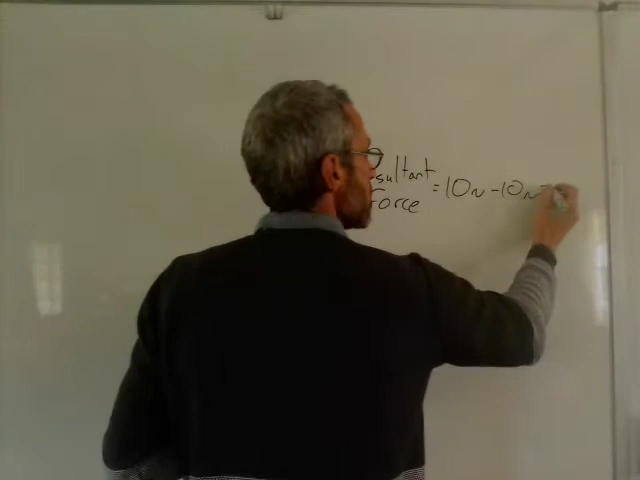 sultant
Force = 10N - 10N =